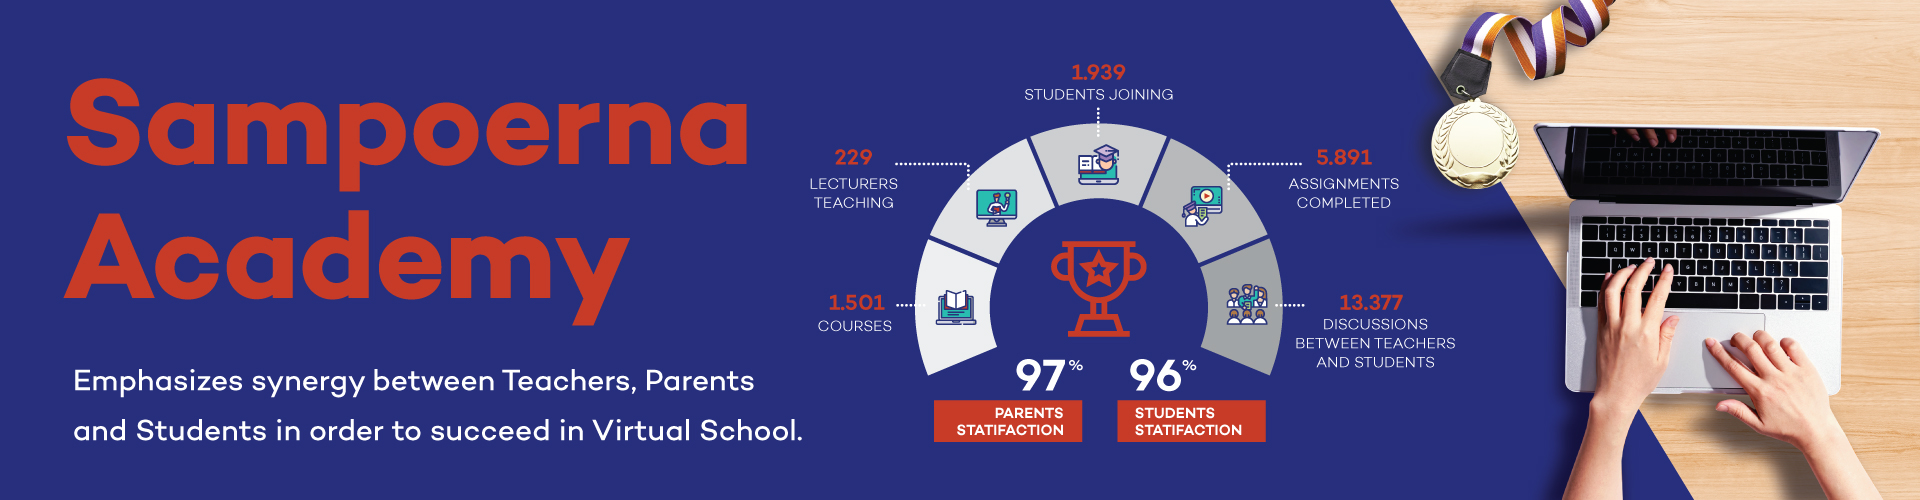 Sampoerna
Academy
Emphasizes synergy between Teachers, Parents
and Students in order to succeed in Virtual School.
1.939
STUDENTS JOINING
229
LECTURERS
TEACHING
5.891
ASSIGNMENTS
COMPLETED
1.501
COURSES
13.377
DISCUSSIONS
BETWEEN TEACHERS
AND STUDENTS
97%
PARENTS
STATIFACTION
96%
STUDENTS
STATIFACTION